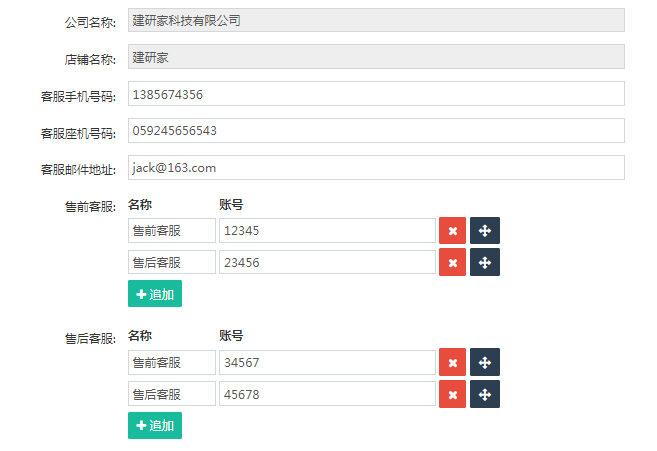 公司名称: 建研家科技有限公司
店铺名称: 建研家
客服手机号码: 1385674356
客服座机号码: 059245656543
客服邮件地址: jack@163.com
售前客服: 名称 账号
售前客服 12345
售后客服 23456
追加
售后客服: 名称 账号
售前客服 34567
售后客服 45678
追加